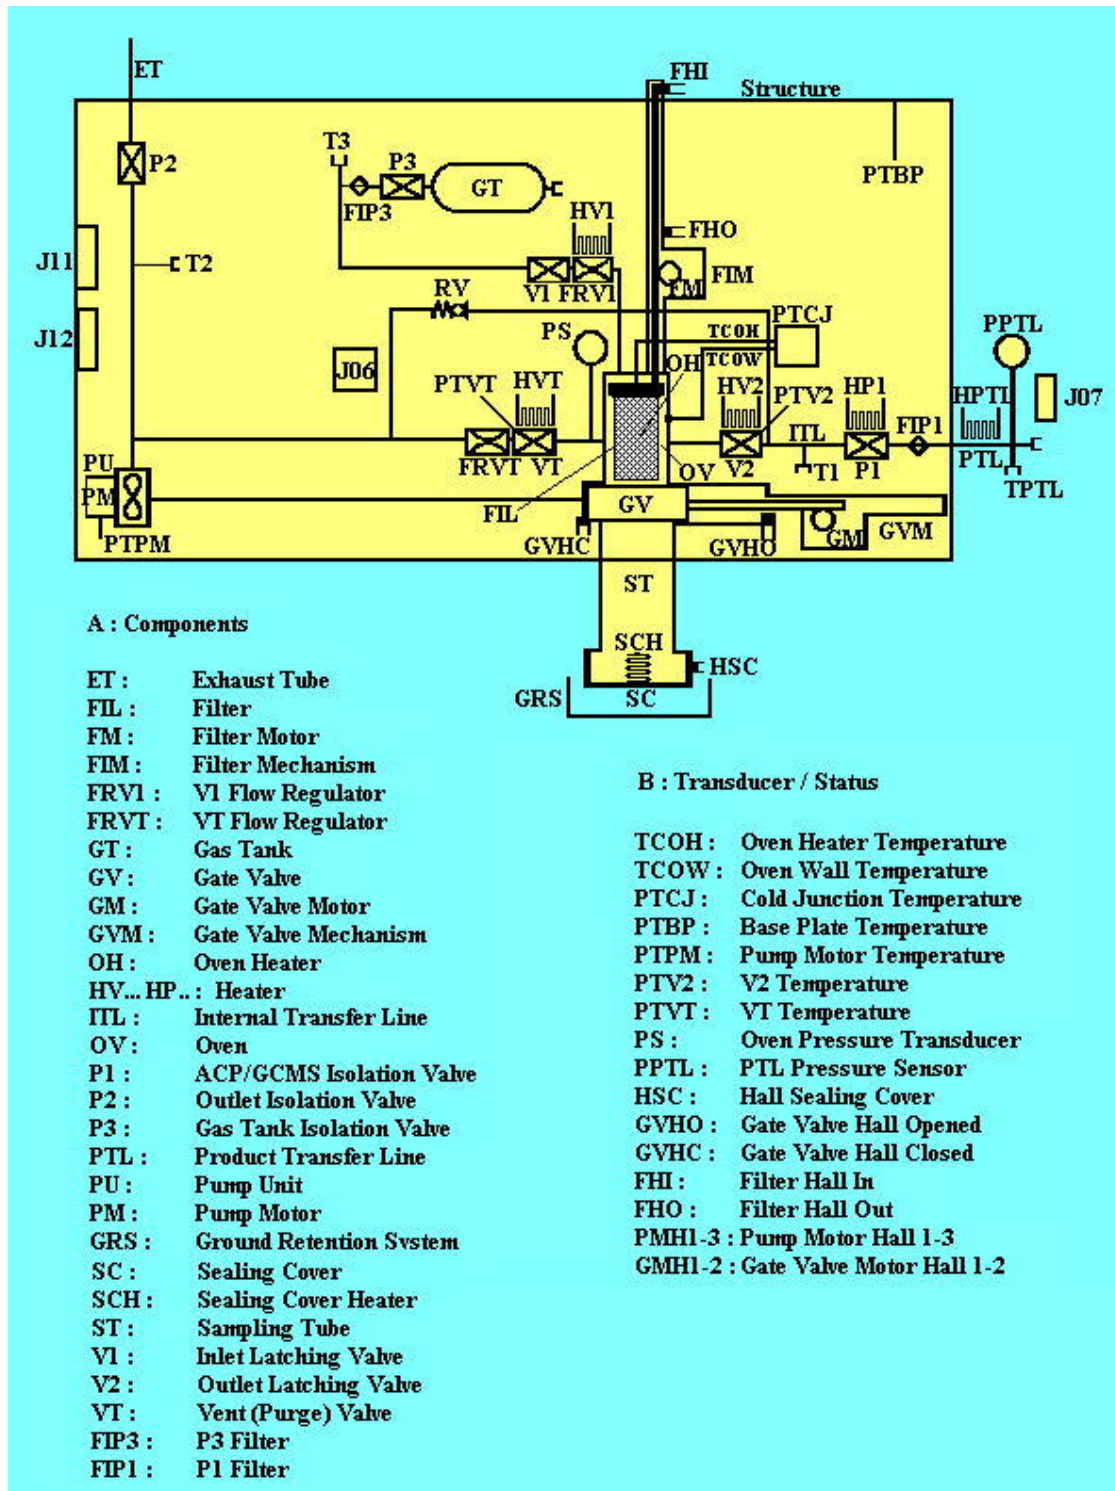 ET
FHI
Structure
P2
T3
P3
GT
PTBP
FIP3
HV1
FHO
J11
T2
V1
FRV1
FM
FIM
RV
PTCJ
PPTL
J12
PS
TCOH
TCOW
OH
J06
PTVT
HVT
HV2
PTV2
HP1
HPTL
J07
FIP1
ITL
FRVT
VT
OV
V2
T1
P1
PTL
TPTL
PU
PM
FIL
GV
PTPM
GVHC
GVHO
GM
GVM
ST
SCH
HSC
GRS
SC
A : Components
ET : Exhaust Tube
FIL : Filter
FM : Filter Motor
FIM : Filter Mechanism
FRV1 : V1 Flow Regulator
FRVT : VT Flow Regulator
GT : Gas Tank
GV : Gate Valve
GM : Gate Valve Motor
GVM : Gate Valve Mechanism
OH : Oven Heater
HV... HP.. : Heater
ITL : Internal Transfer Line
OV : Oven
P1 : ACP/GCMS Isolation Valve
P2 : Outlet Isolation Valve
P3 : Gas Tank Isolation Valve
PTL : Product Transfer Line
PU : Pump Unit
PM : Pump Motor
GRS : Ground Retention System
SC : Sealing Cover
SCH : Sealing Cover Heater
ST : Sampling Tube
V1 : Inlet Latching Valve
V2 : Outlet Latching Valve
VT : Vent (Purge) Valve
FIP3 : P3 Filter
FIP1 : P1 Filter
B : Transducer / Status
TCOH : Oven Heater Temperature
TCOW : Oven Wall Temperature
PTCJ : Cold Junction Temperature
PTBP : Base Plate Temperature
PTPM : Pump Motor Temperature
PTV2 : V2 Temperature
PTVT : VT Temperature
PS : Oven Pressure Transducer
PPTL : PTL Pressure Sensor
HSC : Hall Sealing Cover
GVHO : Gate Valve Hall Opened
GVHC : Gate Valve Hall Closed
FHI : Filter Hall In
FHO : Filter Hall Out
PMH1-3 : Pump Motor Hall 1-3
GMH1-2 : Gate Valve Motor Hall 1-2